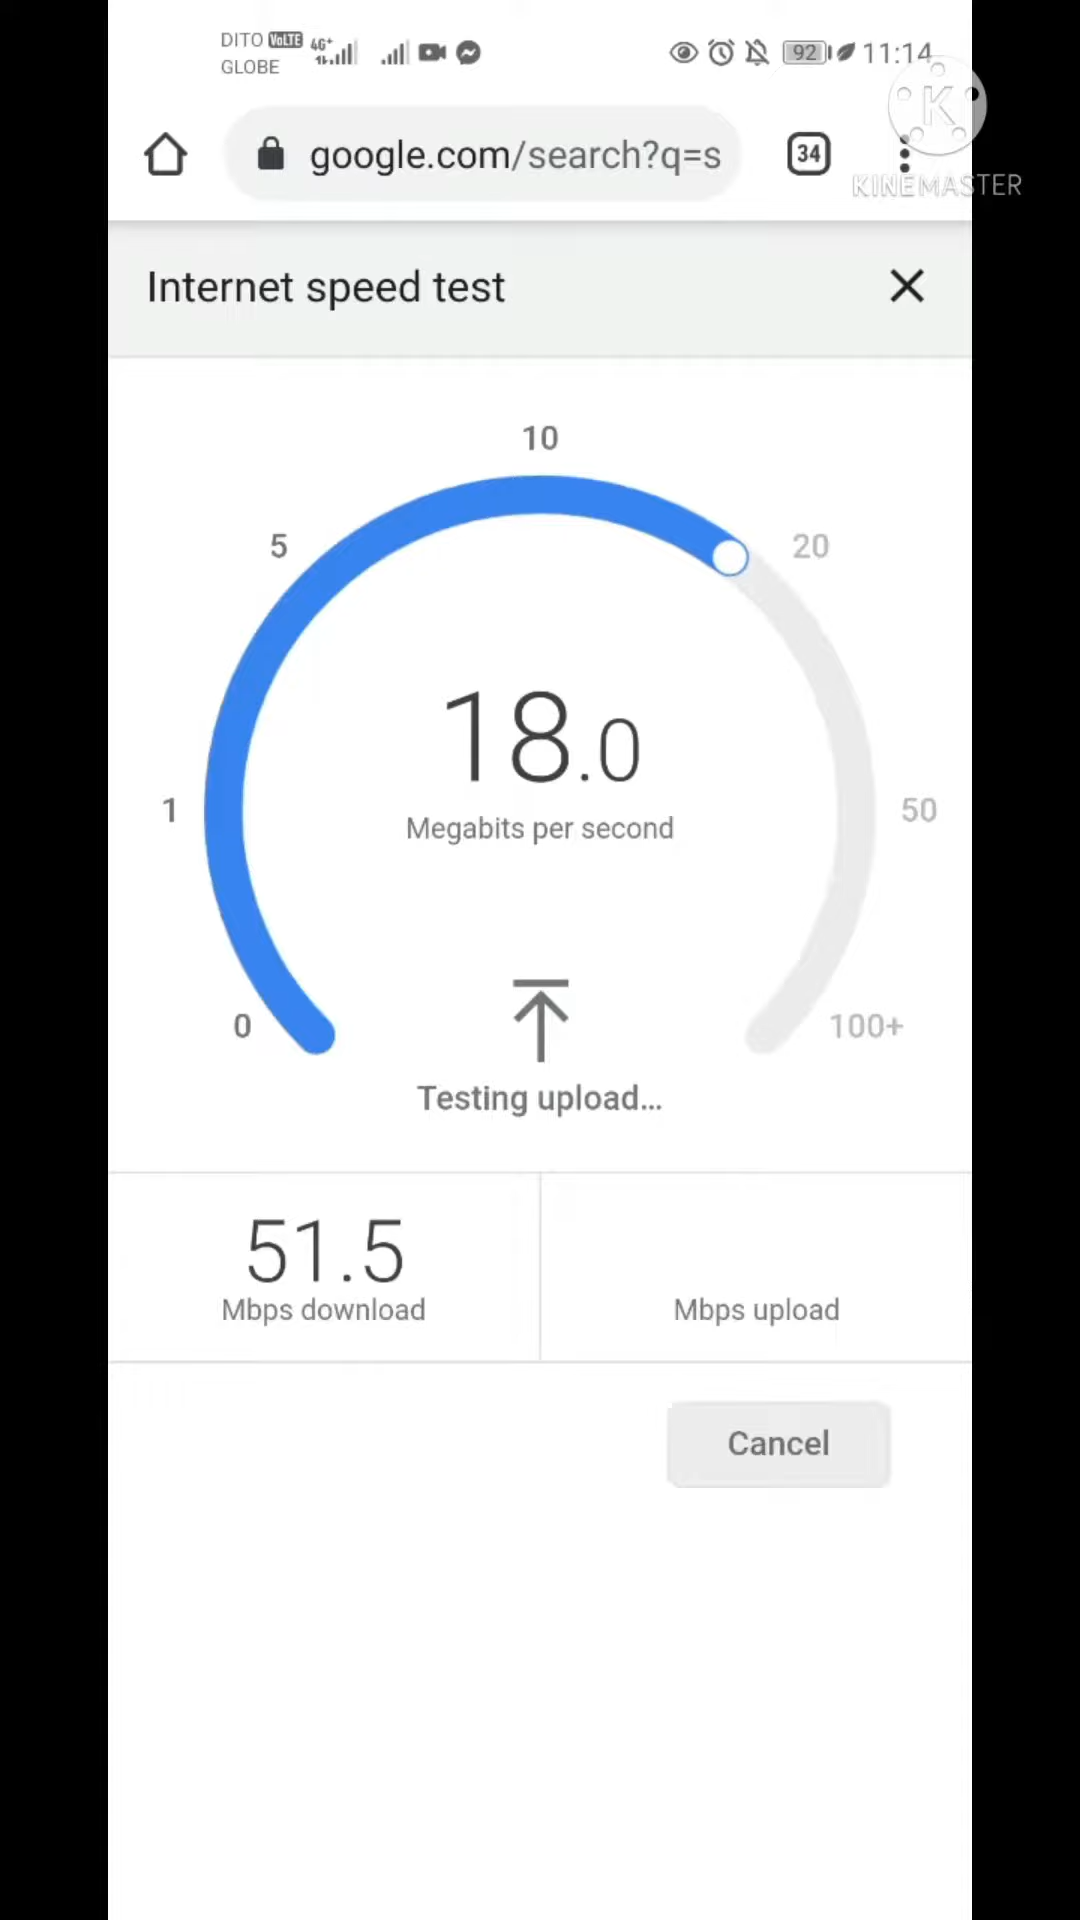 DITO VoLTE 4G+
GLOBE
92 11:14
google.com/search?q=s
34
K
KINEMASTER
Internet speed test
10
5
20
18.0
Megabits per second
1
50
0
100+
Testing upload...
51.5
Mbps download
Mbps upload
Cancel